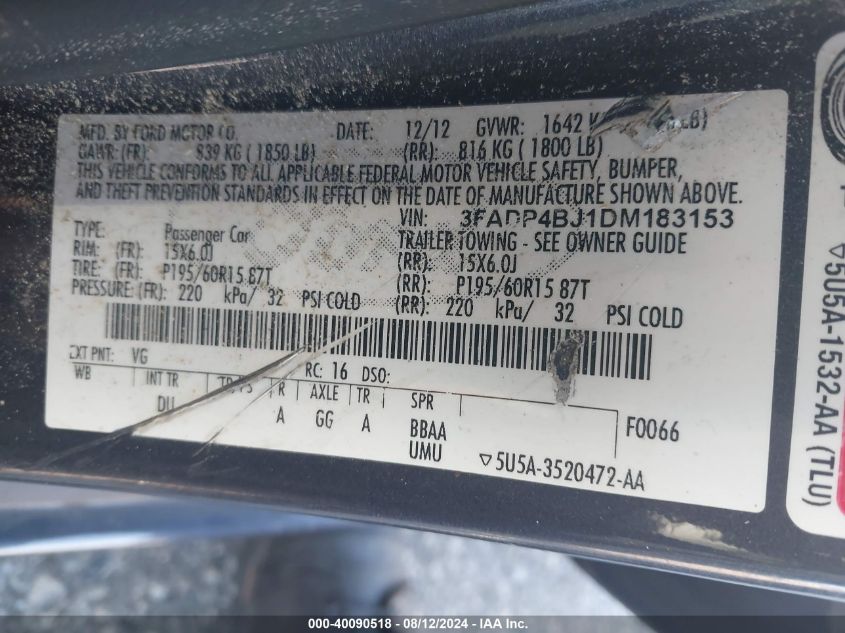 MFD. BY FORD MOTOR CO.
DATE: 12/12 GVWR: 1642 K LB)
GAWR: (FR): 839 KG ( 1850 LB) (RR): 816 KG ( 1800 LB)
THIS VEHICLE CONFORMS TO ALL APPLICABLE FEDERAL MOTOR VEHICLE SAFETY, BUMPER,
AND THEFT PREVENTION STANDARDS IN EFFECT ON THE DATE OF MANUFACTURE SHOWN ABOVE.
VIN: 3FADP4BJ1DM183153
TYPE: Passenger Car TRAILER TOWING - SEE OWNER GUIDE
RIM: (FR): 15X6.0J (RR): 15X6.0J
TIRE: (FR): P195/60R15 87T (RR): P195/60R15 87T
PRESSURE: (FR): 220 kPa/ 32 PSI COLD (RR): 220 kPa/ 32 PSI COLD
EXT PNT: VG RC: 16 DSO:
WB INT TR R AXLE TR SPR
DU A GG A BBAA F0066
UMU ▽5U5A-3520472-AA
▽5U5A-1532-AA (TLU)
000-40090518 - 08/12/2024 - IMPACT AUTO AUCTIONS, INC.